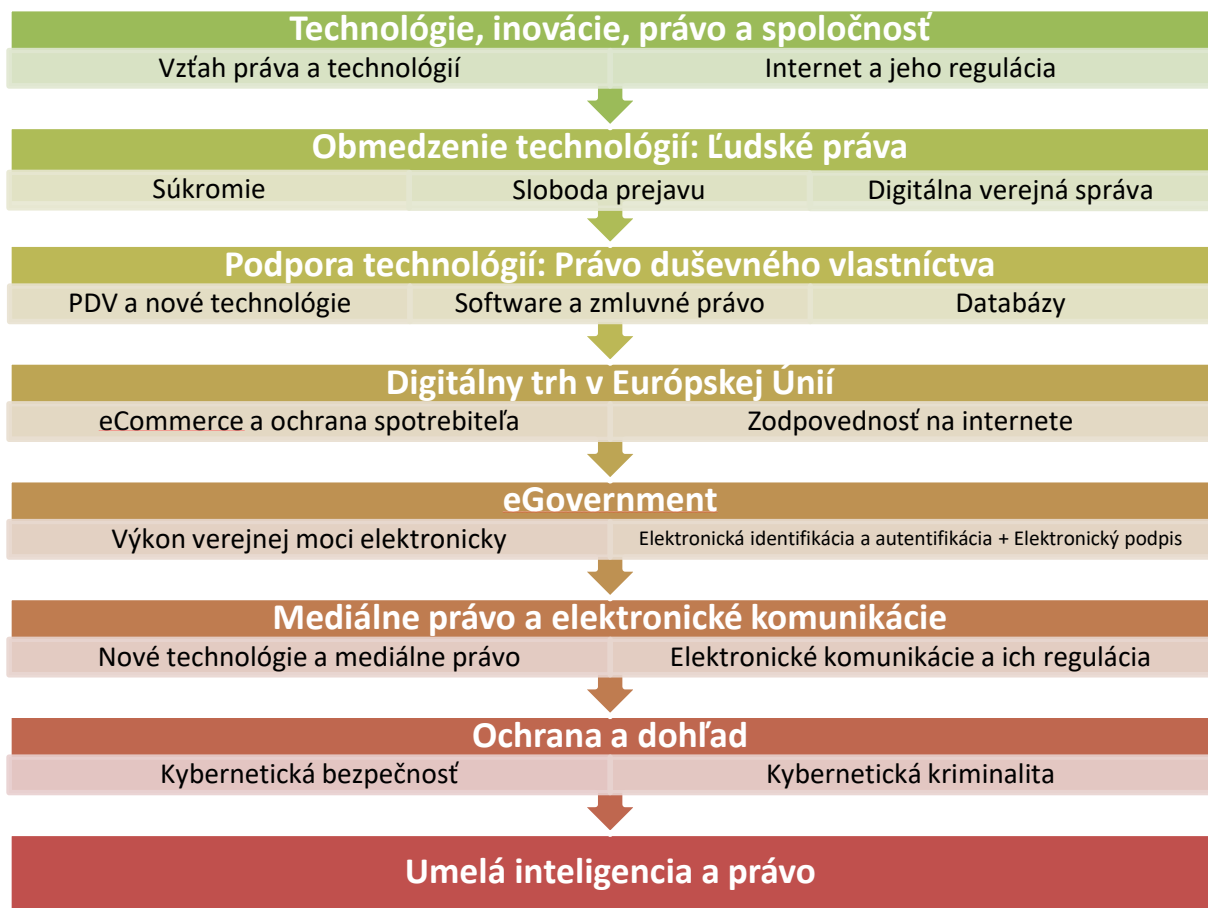 Technológie, inovácie, právo a spoločnosť
Vzťah práva a technológií
Internet a jeho regulácia
Obmedzenie technológií: Ľudské práva
Súkromie
Sloboda prejavu
Digitálna verejná správa
Podpora technológií: Právo duševného vlastníctva
PDV a nové technológie
Software a zmluvné právo
Databázy
Digitálny trh v Európskej Únií
eCommerce a ochrana spotrebiteľa
Zodpovednosť na internete
eGovernment
Výkon verejnej moci elektronicky
Elektronická identifikácia a autentifikácia + Elektronický podpis
Mediálne právo a elektronické komunikácie
Nové technológie a mediálne právo
Elektronické komunikácie a ich regulácia
Ochrana a dohľad
Kybernetická bezpečnosť
Kybernetická kriminalita
Umelá inteligencia a právo